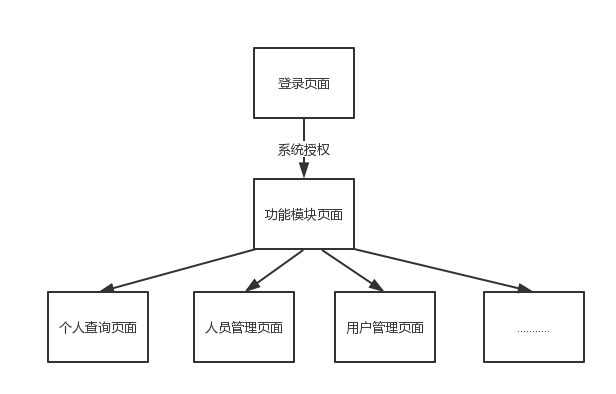 登录页面
系统授权
功能模块页面
个人查询页面
人员管理页面
用户管理页面
...........